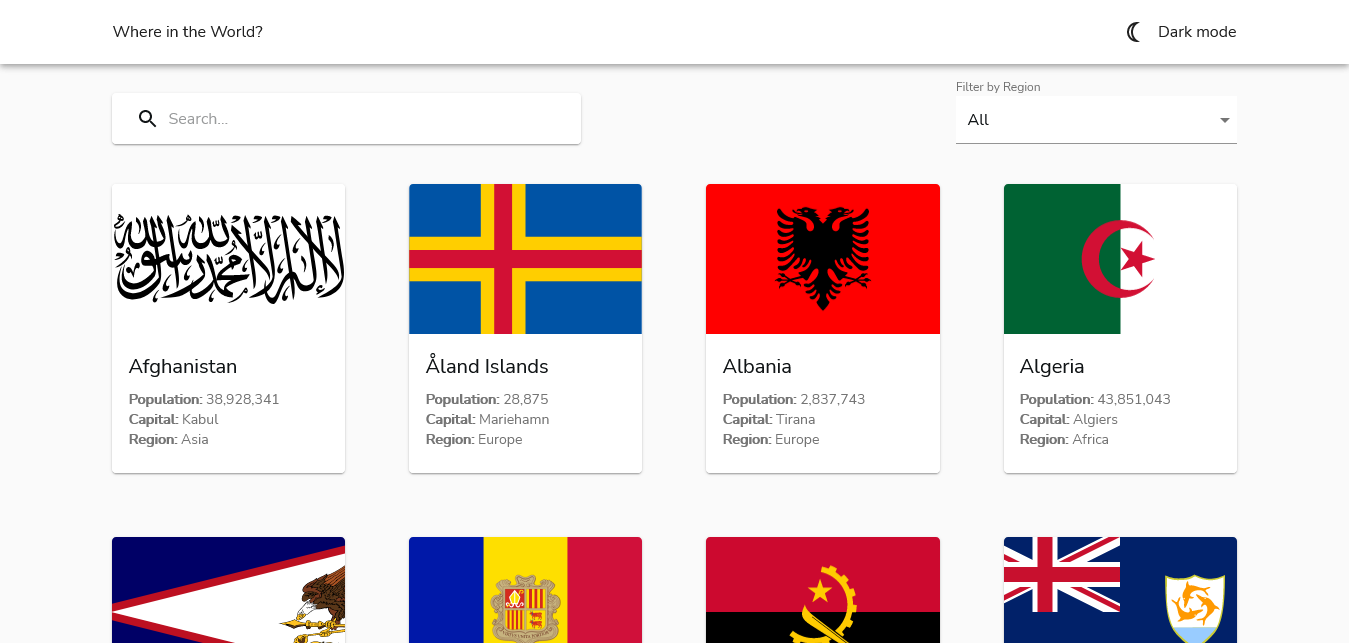 Where in the World?
Dark mode
Search...
Filter by Region
All
لا إله إلا الله محمد رسول الله
Afghanistan
Population: 38,928,341
Capital: Kabul
Region: Asia
Åland Islands
Population: 28,875
Capital: Mariehamn
Region: Europe
Albania
Population: 2,837,743
Capital: Tirana
Region: Europe
Algeria
Population: 43,851,043
Capital: Algiers
Region: Africa